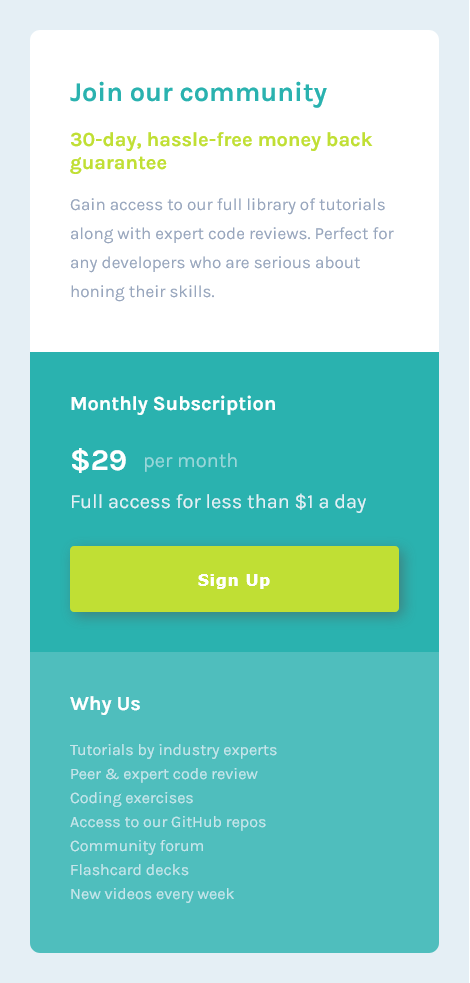 Join our community
30-day, hassle-free money back
guarantee
Gain access to our full library of tutorials
along with expert code reviews. Perfect for
any developers who are serious about
honing their skills.
Monthly Subscription
$29 per month
Full access for less than $1 a day
Sign Up
Why Us
Tutorials by industry experts
Peer & expert code review
Coding exercises
Access to our GitHub repos
Community forum
Flashcard decks
New videos every week